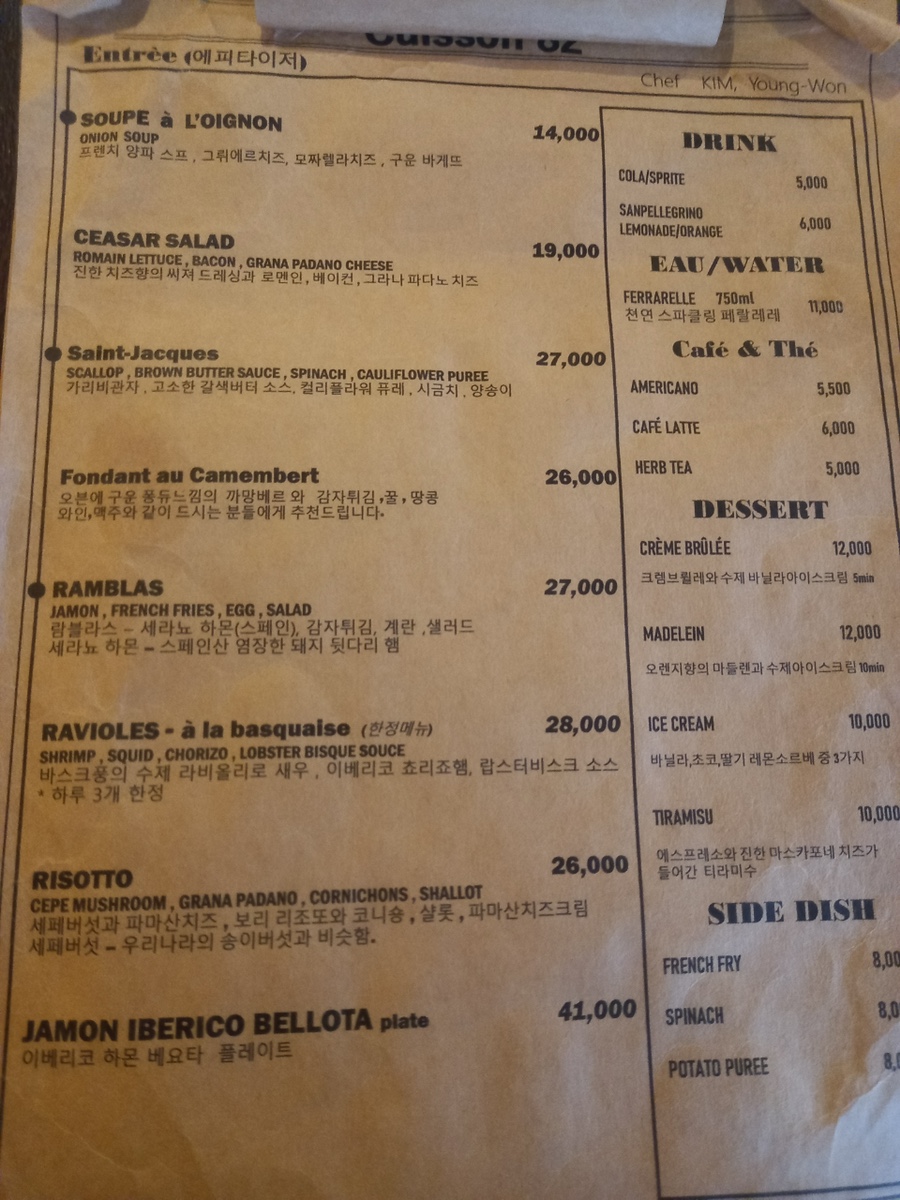 Cuisson 82
Entrèe (에피타이저)
Chef KIM, Young-Won
SOUPE à L'OIGNON 14,000
ONION SOUP
프렌치 양파 스프 , 그뤼에르치즈, 모짜렐라치즈 , 구운 바게뜨
CEASAR SALAD 19,000
ROMAIN LETTUCE , BACON , GRANA PADANO CHEESE
진한 치즈향의 씨져 드레싱과 로멘인 , 베이컨 , 그라나 파다노 치즈
Saint-Jacques 27,000
SCALLOP , BROWN BUTTER SAUCE , SPINACH , CAULIFLOWER PUREE
가리비관자 , 고소한 갈색버터 소스, 컬리플라워 퓨레 , 시금치 , 양송이
Fondant au Camembert 26,000
오븐에 구운 퐁듀느낌의 까망베르 와 감자튀김 ,꿀 , 땅콩
와인,맥주와 같이 드시는 분들에게 추천드립니다.
RAMBLAS 27,000
JAMON , FRENCH FRIES , EGG , SALAD
람블라스 – 세라뇨 하몬(스페인), 감자튀김, 계란 ,샐러드
세라뇨 하몬 – 스페인산 염장한 돼지 뒷다리 햄
RAVIOLES - à la basquaise (한정메뉴) 28,000
SHRIMP , SQUID , CHORIZO , LOBSTER BISQUE SOUCE
바스크풍의 수제 라비올리로 새우 , 이베리코 쵸리죠햄, 랍스터비스크 소스
* 하루 3개 한정
RISOTTO 26,000
CEPE MUSHROOM , GRANA PADANO , CORNICHONS , SHALLOT
세페버섯과 파마산치즈 , 보리 리조또와 코니숑 , 샬롯 , 파마산치즈크림
세페버섯 – 우리나라의 송이버섯과 비슷함.
JAMON IBERICO BELLOTA plate 41,000
이베리코 하몬 베요타 플레이트
DRINK
COLA/SPRITE 5,000
SANPELLEGRINO
LEMONADE/ORANGE 6,000
EAU/WATER
FERRARELLE 750ml 11,000
천연 스파클링 페랄레레
Café & Thé
AMERICANO 5,500
CAFÉ LATTE 6,000
HERB TEA 5,000
DESSERT
CRÈME BRÛLÉE 12,000
크렘브륄레와 수제 바닐라아이스크림 5min
MADELEIN 12,000
오렌지향의 마들렌과 수제아이스크림 10min
ICE CREAM 10,000
바닐라,초코,딸기 레몬소르베 중 3가지
TIRAMISU 10,000
에스프레소와 진한 마스카포네 치즈가
들어간 티라미수
SIDE DISH
FRENCH FRY 8,00
SPINACH 8,0
POTATO PUREE 8,